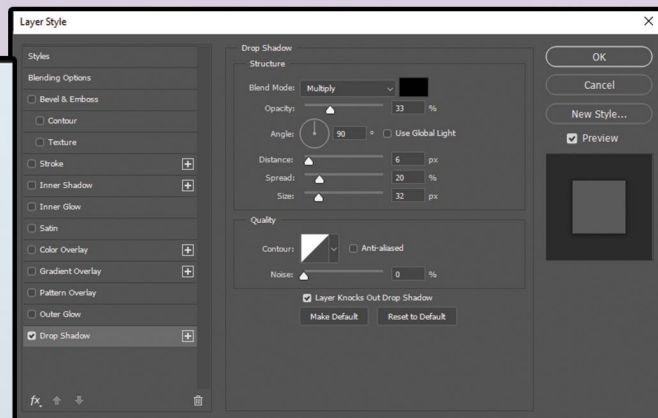 Layer Style
Styles
Blending Options
Bevel & Emboss
Contour
Texture
Stroke
Inner Shadow
Inner Glow
Satin
Color Overlay
Gradient Overlay
Pattern Overlay
Outer Glow
Drop Shadow
fx
Drop Shadow
Structure
Blend Mode: Multiply
Opacity: 33 %
Angle: 90 ° Use Global Light
Distance: 6 px
Spread: 20 %
Size: 32 px
Quality
Contour: Anti-aliased
Noise: 0 %
Layer Knocks Out Drop Shadow
Make Default Reset to Default
OK
Cancel
New Style...
Preview